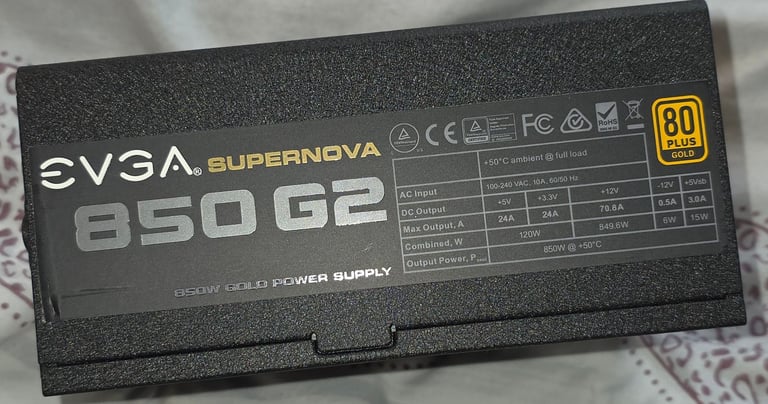 EVGA® SUPERNOVA
850 G2
850W GOLD POWER SUPPLY
CE
FC
RoHS
80
PLUS
GOLD
+50°C ambient @ full load
AC Input 100-240 VAC, 10A, 60/50 Hz
DC Output +5V +3.3V +12V -12V +5Vsb
Max Output, A 24A 24A 70.8A 0.5A 3.0A
Combined, W 120W 849.6W 6W 15W
Output Power, P 850W @ +50°C